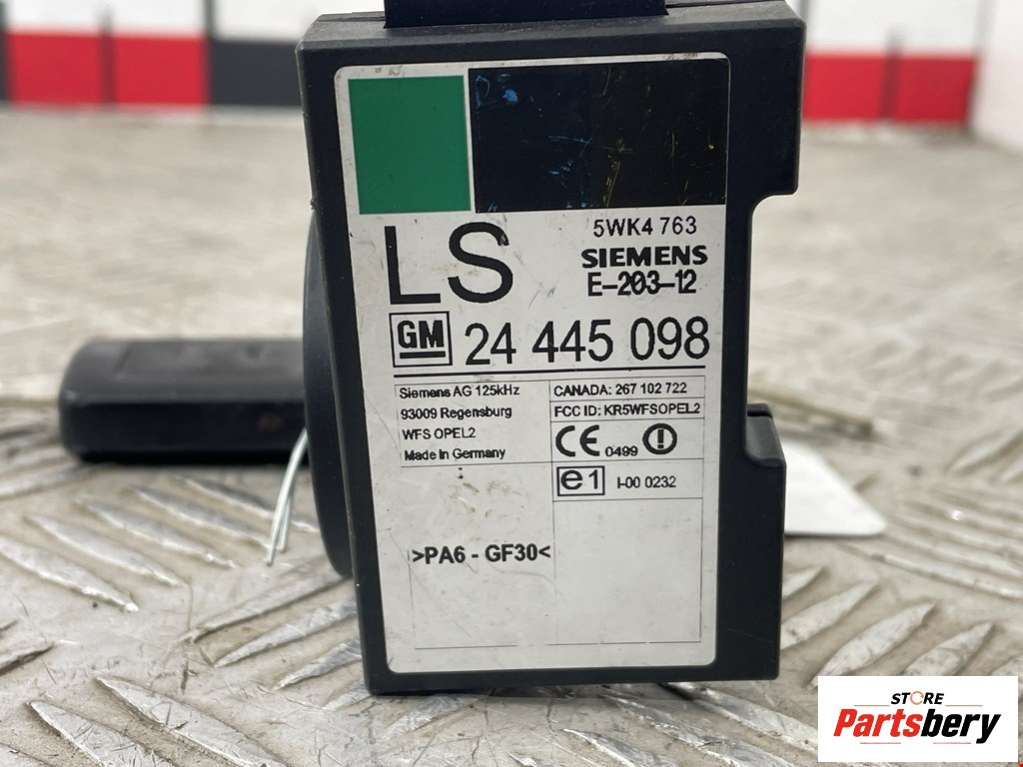 5WK4 763
LS
SIEMENS
E-203-12
GM 24 445 098
Siemens AG 125kHz
93009 Regensburg
WFS OPEL2
Made in Germany
CANADA: 267 102 722
FCC ID: KR5WFSOPEL2
CE 0499
e1 I-00 0232
>PA6 - GF30<
STORE
Partsbery